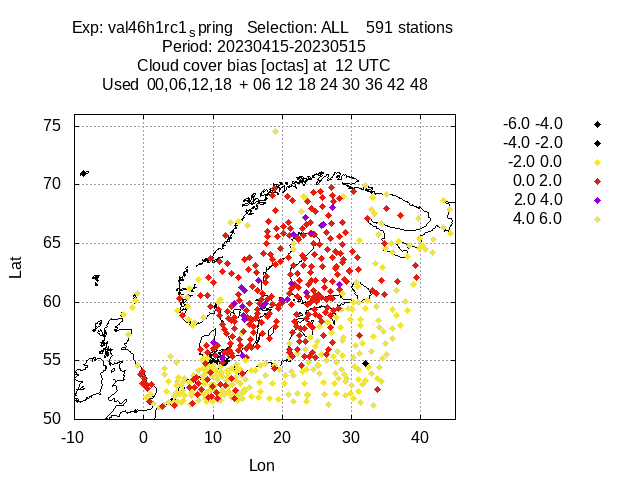 Exp: val46h1rc1spring   Selection: ALL    591 stations
Period: 20230415-20230515
Cloud cover bias [octas] at  12 UTC
Used  00,06,12,18  + 06 12 18 24 30 36 42 48
-6.0 -4.0
-4.0 -2.0
-2.0 0.0
0.0 2.0
2.0 4.0
4.0 6.0
75
70
65
60
55
50
Lat
-10 0 10 20 30 40
Lon